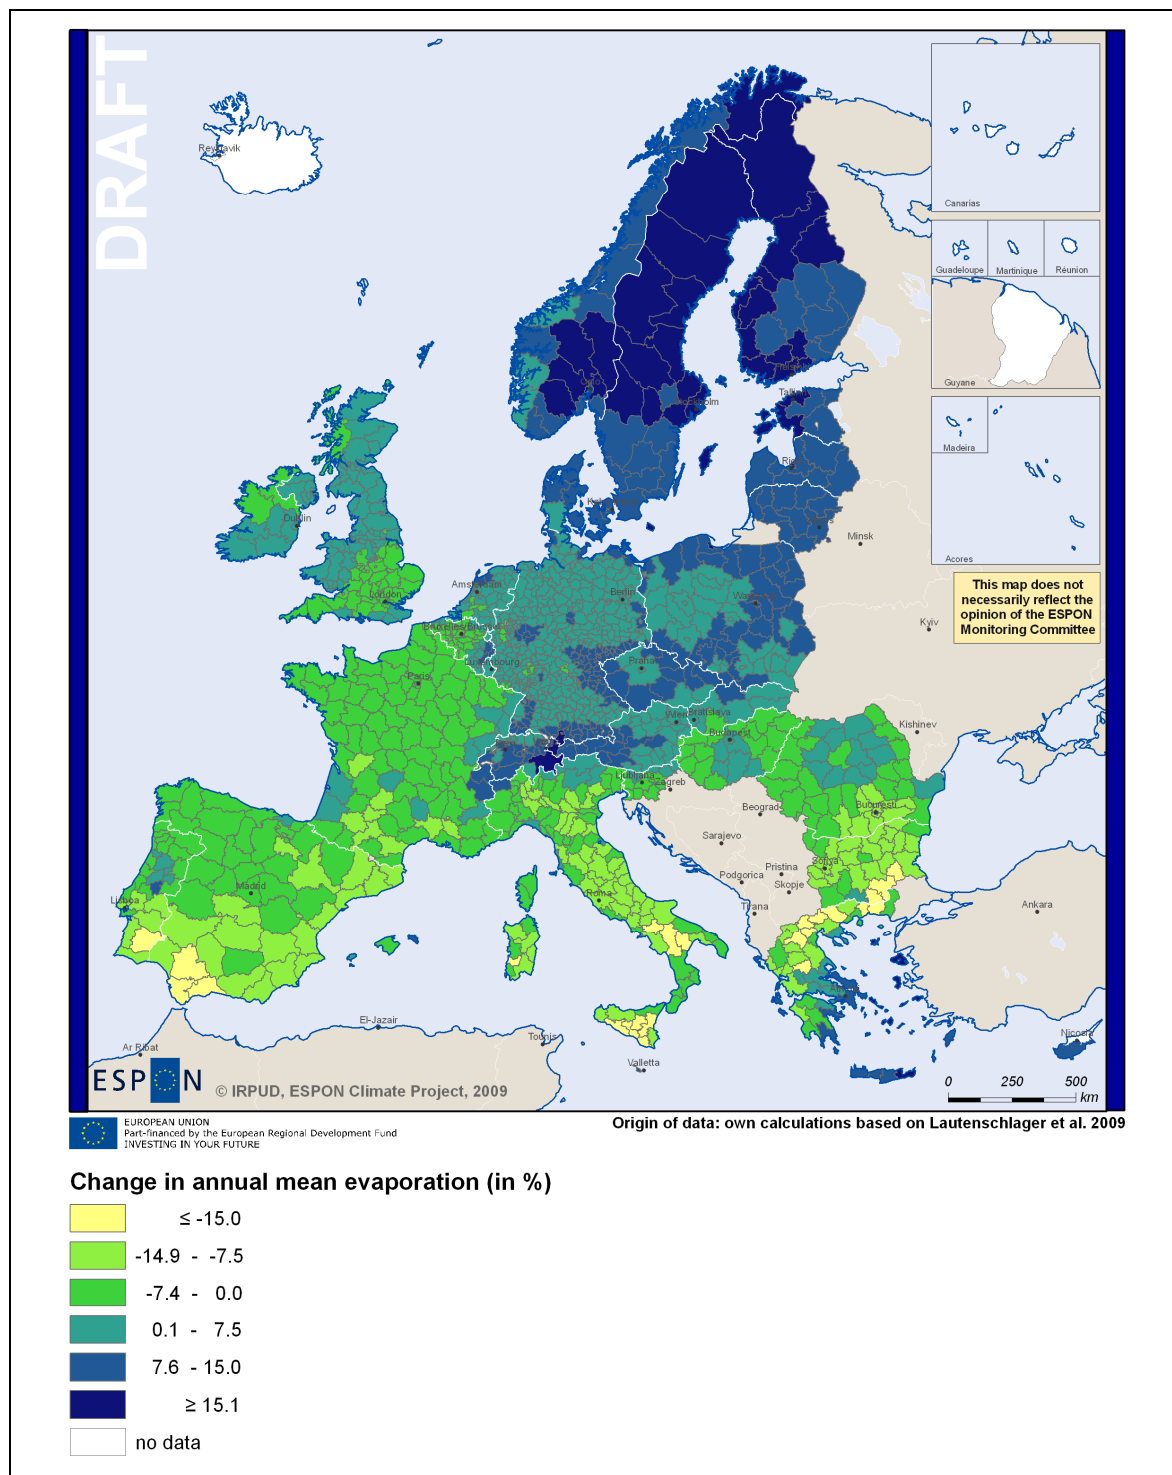 DRAFT
Reykjavik
Canarias
Guadeloupe
Martinique
Réunion
Guyane
Madeira
Acores
This map does not
necessarily reflect the
opinion of the ESPON
Monitoring Committee
Oslo
Helsinki
Stockholm
Tallinn
Riga
Minsk
Dublin
London
Amsterdam
Berlin
Kyiv
Luxembourg
Paris
Praha
Wien
Bratislava
Budapest
Kishinev
Ljubljana
Zagreb
Beograd
Bucuresti
Sarajevo
Pristina
Sofiya
Podgorica
Skopje
Tirana
Roma
Madrid
Lisboa
Ankara
El-Jazair
Tounis
Ar Ribat
Valletta
Nicosia
ESPON
© IRPUD, ESPON Climate Project, 2009
0 250 500
km
EUROPEAN UNION
Part-financed by the European Regional Development Fund
INVESTING IN YOUR FUTURE
Origin of data: own calculations based on Lautenschlager et al. 2009
Change in annual mean evaporation (in %)
≤ -15.0
-14.9 - -7.5
-7.4 - 0.0
0.1 - 7.5
7.6 - 15.0
≥ 15.1
no data